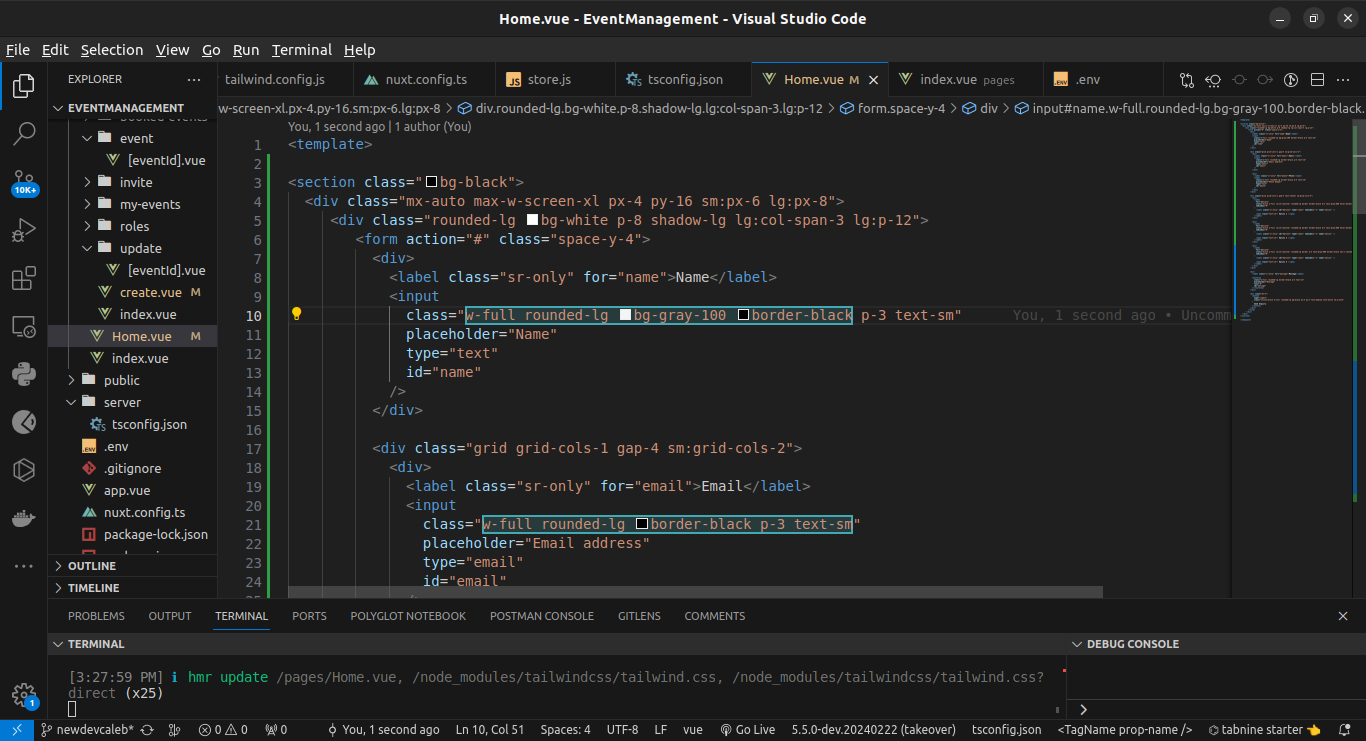 Home.vue - EventManagement - Visual Studio Code
File Edit Selection View Go Run Terminal Help
EXPLORER
tailwind.config.js nuxt.config.ts store.js tsconfig.json Home.vue M index.vue pages .env
EVENTMANAGEMENT
w-screen-xl.px-4.py-16.sm:px-6.lg:px-8 > div.rounded-lg.bg-white.p-8.shadow-lg.lg:col-span-3.lg:p-12 > form.space-y-4 > div > input#name.w-full.rounded-lg.bg-gray-100.border-black.
event
[eventId].vue
invite
my-events
roles
update
[eventId].vue
create.vue M
index.vue
Home.vue M
index.vue
public
server
tsconfig.json
.env
.gitignore
app.vue
nuxt.config.ts
package-lock.json
OUTLINE
TIMELINE
10K+
1
You, 1 second ago | 1 author (You)
1 <template>
2
3 <section class="bg-black">
4 <div class="mx-auto max-w-screen-xl px-4 py-16 sm:px-6 lg:px-8">
5 <div class="rounded-lg bg-white p-8 shadow-lg lg:col-span-3 lg:p-12">
6 <form action="#" class="space-y-4">
7 <div>
8 <label class="sr-only" for="name">Name</label>
9 <input
10 class="w-full rounded-lg bg-gray-100 border-black p-3 text-sm" You, 1 second ago • Uncomm
11 placeholder="Name"
12 type="text"
13 id="name"
14 />
15 </div>
16
17 <div class="grid grid-cols-1 gap-4 sm:grid-cols-2">
18 <div>
19 <label class="sr-only" for="email">Email</label>
20 <input
21 class="w-full rounded-lg border-black p-3 text-sm"
22 placeholder="Email address"
23 type="email"
24 id="email"
PROBLEMS OUTPUT TERMINAL PORTS POLYGLOT NOTEBOOK POSTMAN CONSOLE GITLENS COMMENTS
TERMINAL
DEBUG CONSOLE
[3:27:59 PM] ℹ hmr update /pages/Home.vue, /node_modules/tailwindcss/tailwind.css, /node_modules/tailwindcss/tailwind.css?
direct (x25)
>
newdevcaleb* 0 0 0 You, 1 second ago Ln 10, Col 51 Spaces: 4 UTF-8 LF vue Go Live 5.5.0-dev.20240222 (takeover) tsconfig.json <TagName prop-name /> tabnine starter